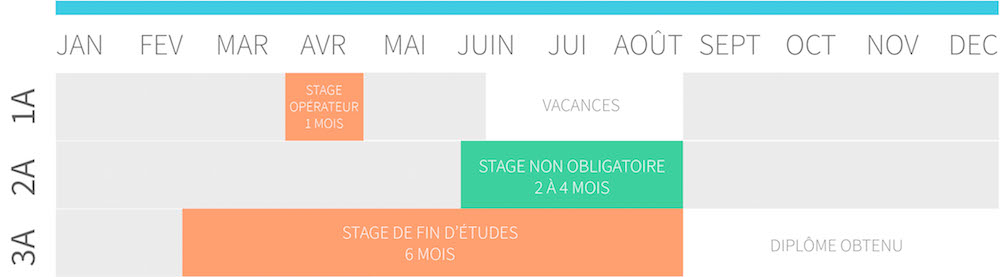 JAN FEV MAR AVR MAI JUIN JUI AOÛT SEPT OCT NOV DEC
1A
STAGE
OPÉRATEUR
1 MOIS
VACANCES
2A
STAGE NON OBLIGATOIRE
2 À 4 MOIS
3A
STAGE DE FIN D'ÉTUDES
6 MOIS
DIPLÔME OBTENU